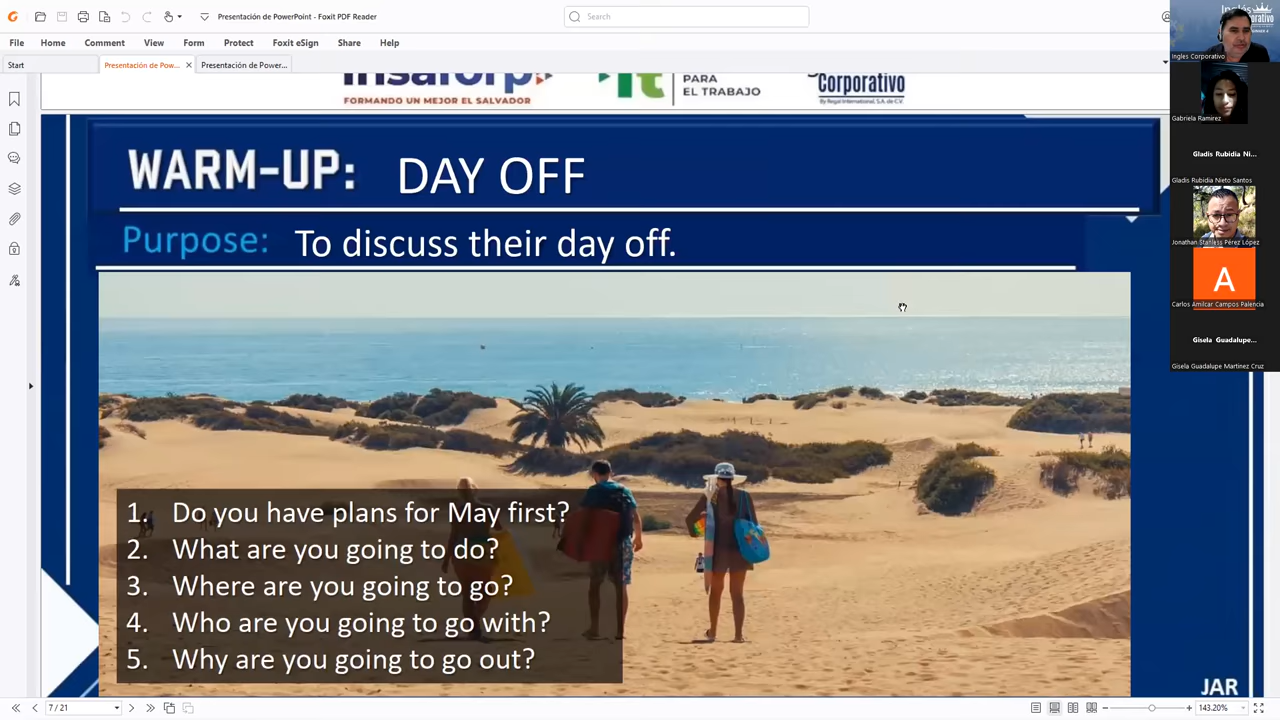 Presentación de PowerPoint - Foxit PDF Reader
Search
File Home Comment View Form Protect Foxit eSign Share Help
Start
Presentación de Pow...
Presentación de Power...
FORMANDO UN MEJOR EL SALVADOR
PARA
EL TRABAJO
Corporativo
By Regal International, S.A. de C.V.
WARM-UP: DAY OFF
Purpose: To discuss their day off.
1. Do you have plans for May first?
2. What are you going to do?
3. Where are you going to go?
4. Who are you going to go with?
5. Why are you going to go out?
JAR
Ingles Corporativo
Gabriela Ramirez
Gladis Rubidia Ni...
Gladis Rubidia Nieto Santos
Jonathan Stanless Pérez López
A
Carlos Amilcar Campos Palencia
Gisela Guadalupe...
Gisela Guadalupe Martinez Cruz
7 / 21
143.20%